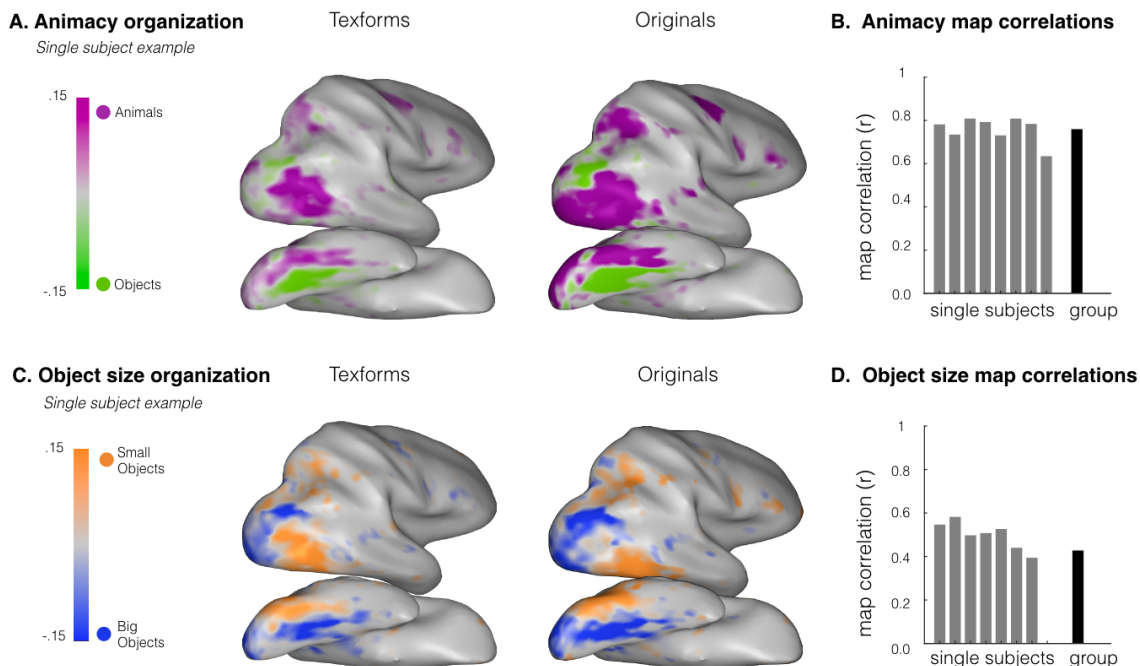 A. Animacy organization
Single subject example
Texforms
Originals
.15
Animals
Objects
-.15
B. Animacy map correlations
map correlation (r)
1
0.8
0.6
0.4
0.2
0.0
single subjects
group
C. Object size organization
Single subject example
Texforms
Originals
.15
Small
Objects
Big
Objects
-.15
D. Object size map correlations
map correlation (r)
1
0.8
0.6
0.4
0.2
0.0
single subjects
group